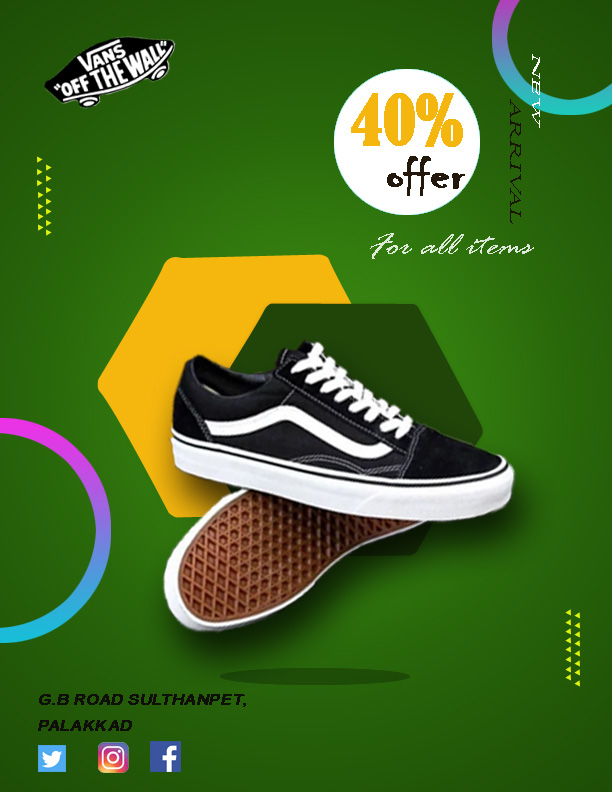 VANS
"OFF THE WALL"
NEW
ARRIVAL
40%
offer
For all items
G.B ROAD SULTHANPET,
PALAKKAD